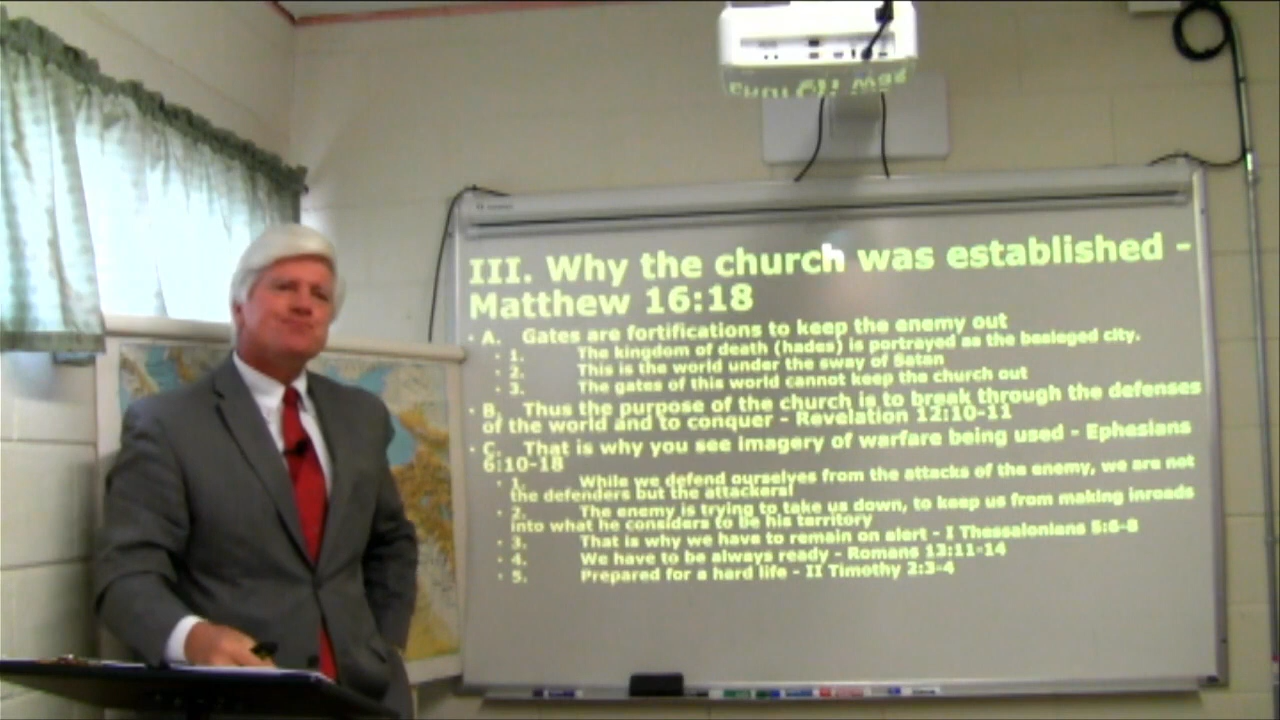 III. Why the church was established -
Matthew 16:18
• A. Gates are fortifications to keep the enemy out
• 1. The kingdom of death (hades) is portrayed as the besieged city.
• 2. This is the world under the sway of Satan
• 3. The gates of this world cannot keep the church out
• B. Thus the purpose of the church is to break through the defenses
of the world and to conquer - Revelation 12:10-11
• C. That is why you see imagery of warfare being used - Ephesians
6:10-18
• 1. While we defend ourselves from the attacks of the enemy, we are not
the defenders but the attackers!
• 2. The enemy is trying to take us down, to keep us from making inroads
into what he considers to be his territory
• 3. That is why we have to remain on alert - I Thessalonians 5:6-8
• 4. We have to be always ready - Romans 13:11-14
• 5. Prepared for a hard life - II Timothy 2:3-4